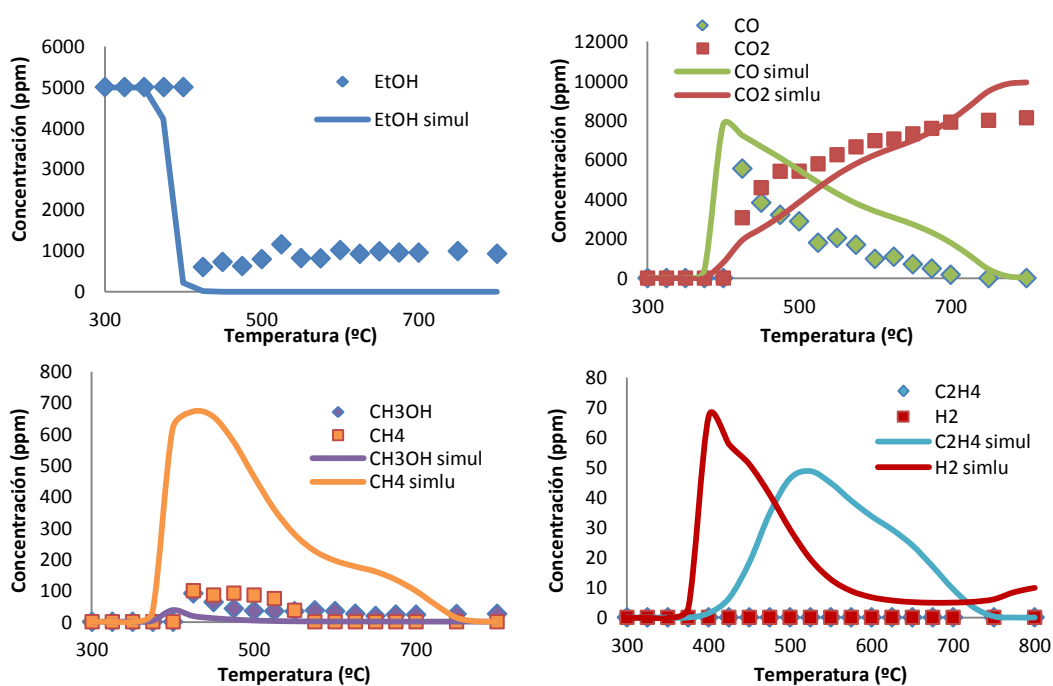 Concentración (ppm)
6000
5000
4000
3000
2000
1000
0
300
500
700
Temperatura (ºC)
EtOH
EtOH simul
Concentración (ppm)
12000
10000
8000
6000
4000
2000
0
300
500
700
Temperatura (ºC)
CO
CO2
CO simul
CO2 simlu
Concentración (ppm)
800
700
600
500
400
300
200
100
0
300
500
700
Temperatura (ºC)
CH3OH
CH4
CH3OH simul
CH4 simlu
Concentración (ppm)
80
70
60
50
40
30
20
10
0
300 400 500 600 700 800
Temperatura (ºC)
C2H4
H2
C2H4 simul
H2 simlu